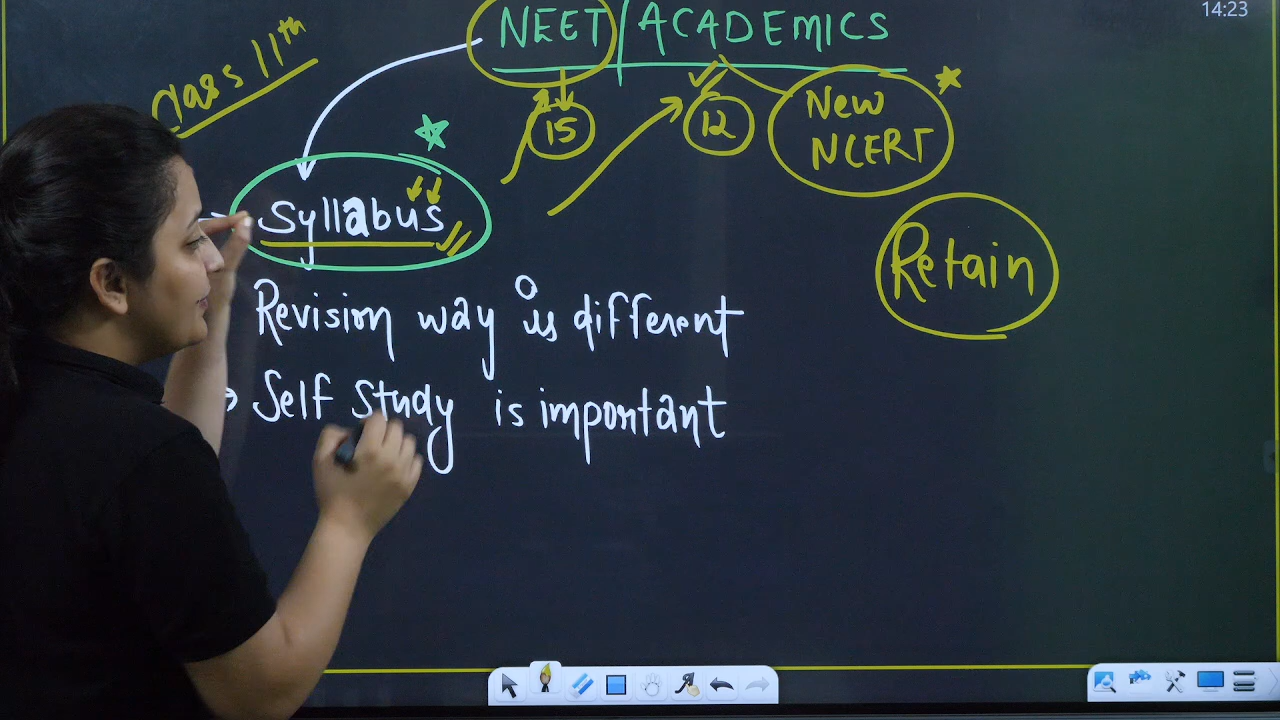 14:23
NEET | ACADEMICS
Class 11th
15
12
New
NCERT
Syllabus
Retain
Revision way is different
→ Self Study is important